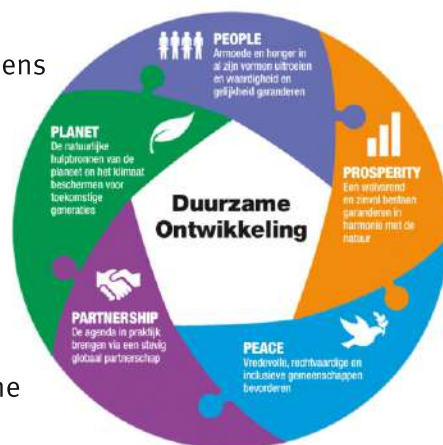 ens
PEOPLE
Armoede en honger in
al zijn vormen uitroeien
en waardigheid en
gelijkheid garanderen
PLANET
De natuurlijke
hulpbronnen van de
planeet en het klimaat
beschermen voor
toekomstige
generaties
PROSPERITY
Een welvarend
en zinvol bestaan
garanderen in
harmonie met de
natuur
Duurzame
Ontwikkeling
PARTNERSHIP
De agenda in praktijk
brengen via een stevig
globaal partnerschap
PEACE
Vredevolle, rechtvaardige en
inclusieve gemeenschappen
bevorderen
ne